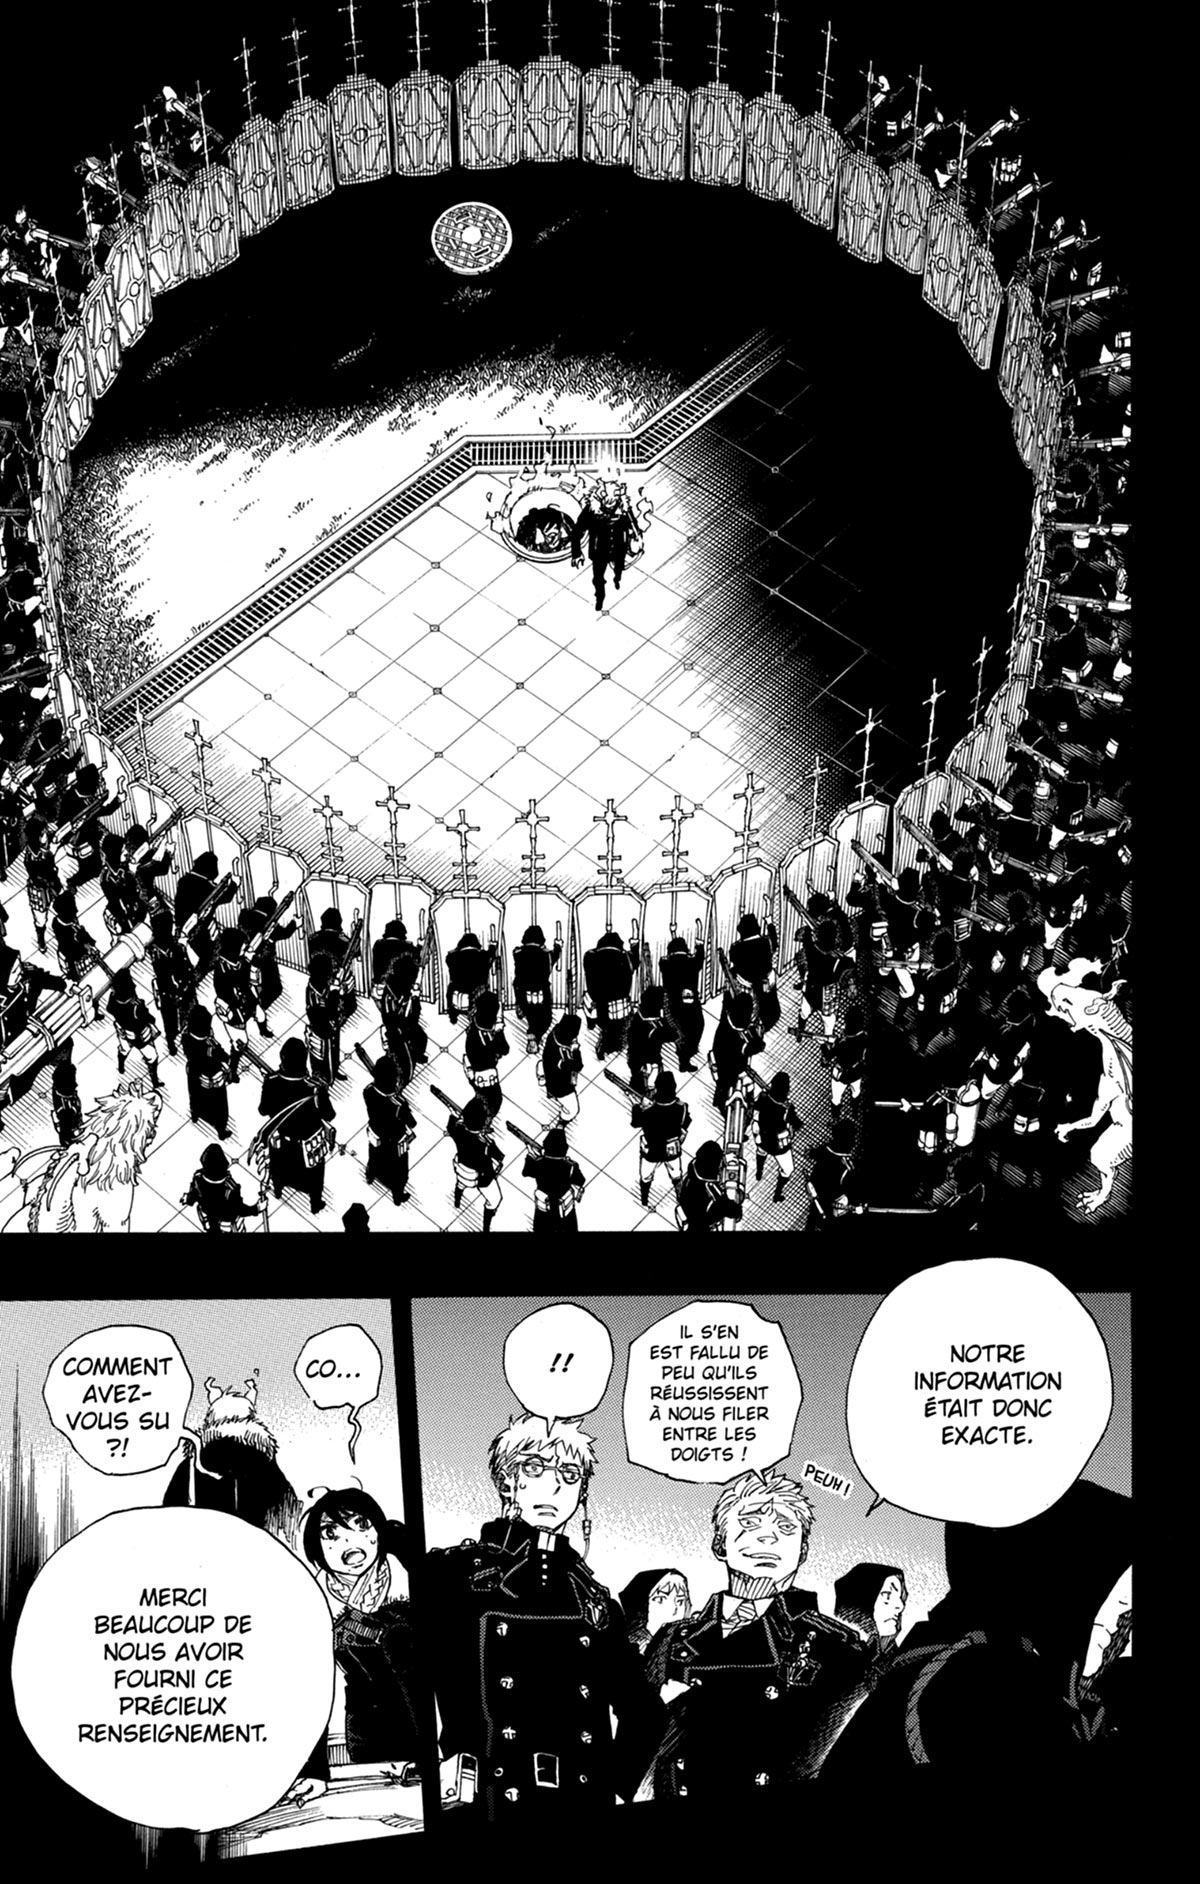 NOTRE
INFORMATION
ÉTAIT DONC
EXACTE.
IL S'EN
EST FALLU DE
PEU QU'ILS
RÉUSSISSENT
À NOUS FILER
ENTRE LES
DOIGTS !
PEUH !
!!
CO...
COMMENT
AVEZ-
VOUS SU
?!
MERCI
BEAUCOUP DE
NOUS AVOIR
FOURNI CE
PRÉCIEUX
RENSEIGNEMENT.